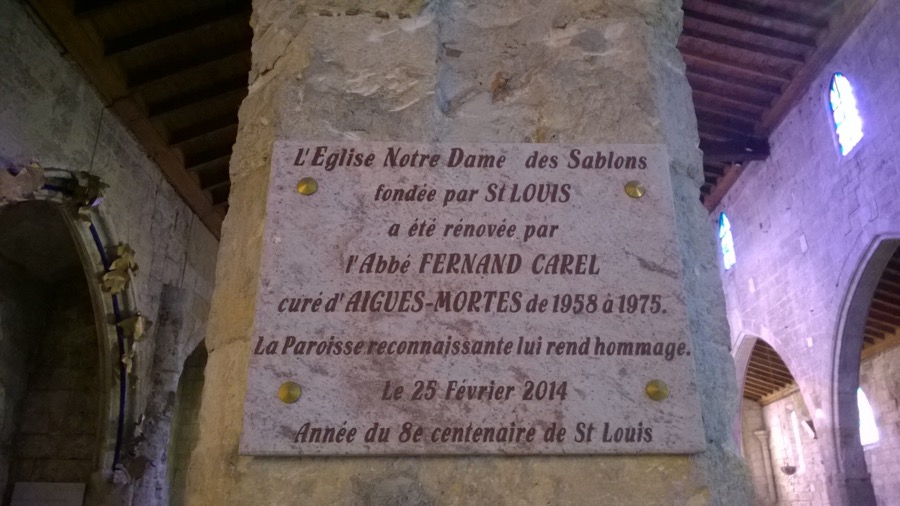 L'Eglise Notre Dame des Sablons
fondée par St LOUIS
a été rénovée par
l'Abbé FERNAND CAREL
curé d'AIGUES-MORTES de 1958 à 1975.
La Paroisse reconnaissante lui rend hommage.
Le 25 Février 2014
Année du 8e centenaire de St Louis